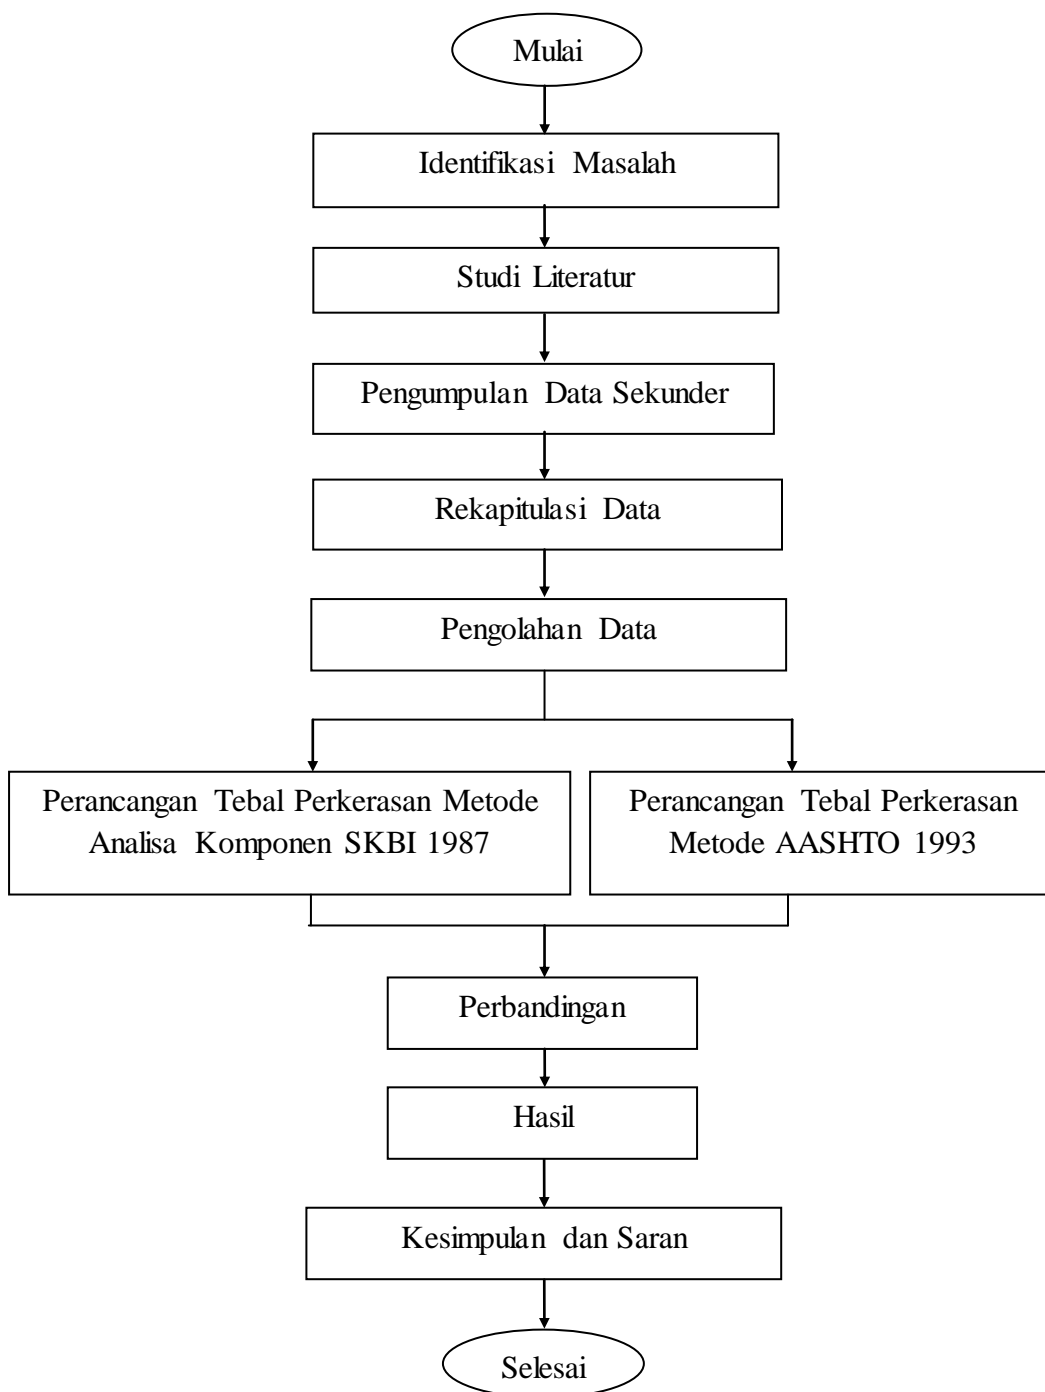 Mulai
Identifikasi Masalah
Studi Literatur
Pengumpulan Data Sekunder
Rekapitulasi Data
Pengolahan Data
Perancangan Tebal Perkerasan Metode
Analisa Komponen SKBI 1987
Perancangan Tebal Perkerasan
Metode AASHTO 1993
Perbandingan
Hasil
Kesimpulan dan Saran
Selesai